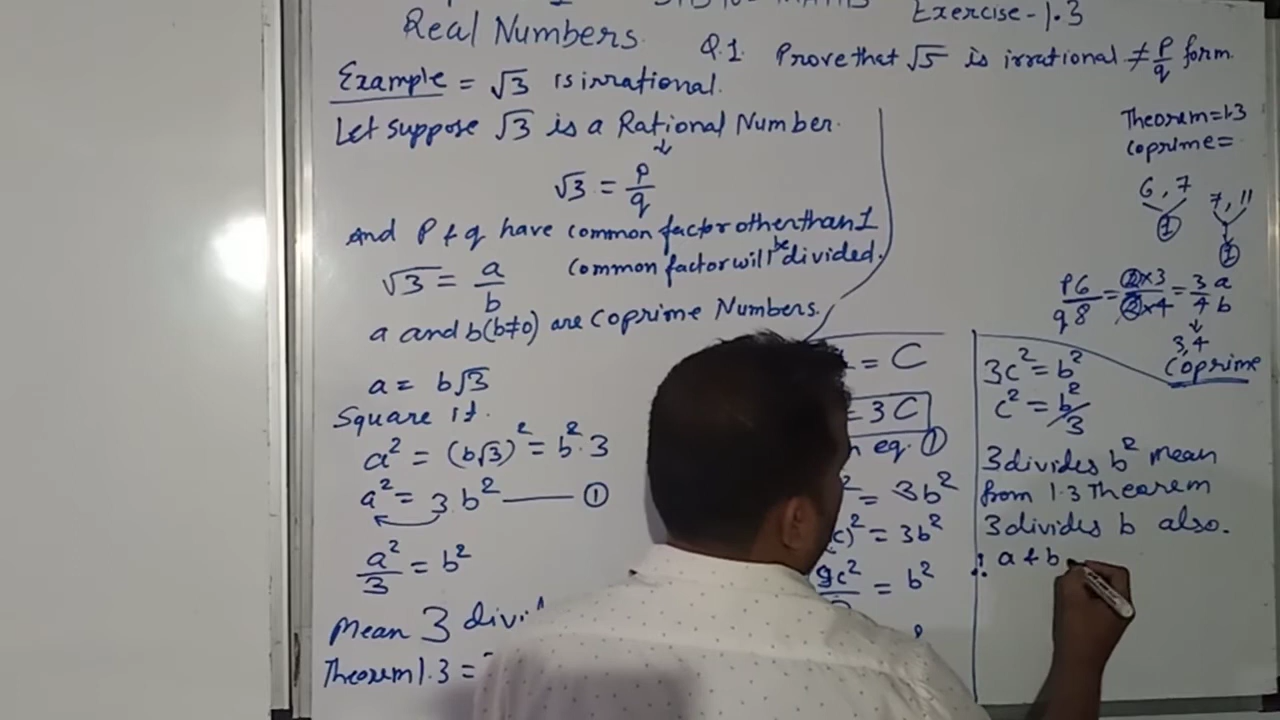 Exercise-1.3
Real Numbers.
Q.1. Prove that √5 is irrational ≠ p/q form.
Example = √3 is irrational.
Let suppose √3 is a Rational Number.
√3 = p/q
And P & q have common factor other than 1
common factor will be divided.
√3 = a/b
a and b(b≠0) are Coprime Numbers.
a = b√3
Square it.
a² = (b√3)² = b².3
a² = 3b² —— ①
a²/3 = b²
Mean 3
Theorem 1.3 =
= C
= 3C
eq. ①
² = 3b²
)² = 3b²
9c²/ = b²
3c² = b²
c² = b²/3
3 divides b² mean
from 1.3 Theorem
3 divides b also.
∴ a & b
Theorem=1.3
Coprime=
6, 7
①
7, 11
①
p6/q8 = 2×3/2×4 = 3/4 a/b
3,4
Coprime